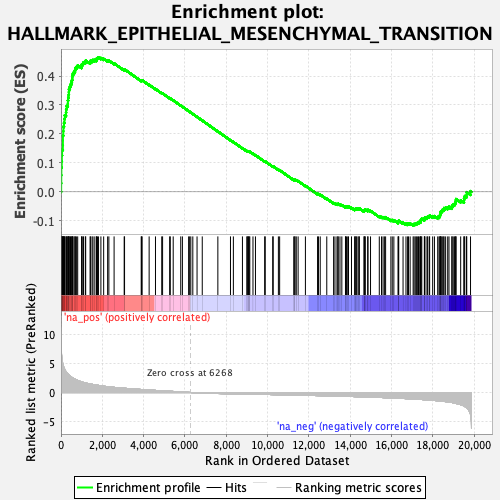 Enrichment plot:
HALLMARK_EPITHELIAL_MESENCHYMAL_TRANSITION
Enrichment score (ES)
0.4
0.3
0.2
0.1
0.0
-0.1
'na_pos' (positively correlated)
Ranked list metric (PreRanked)
10
5
0
-5
Zero cross at 6268
'na_neg' (negatively correlated)
0
2,000
4,000
6,000
8,000
10,000
12,000
14,000
16,000
18,000
20,000
Rank in Ordered Dataset
Enrichment profile
Hits
Ranking metric scores